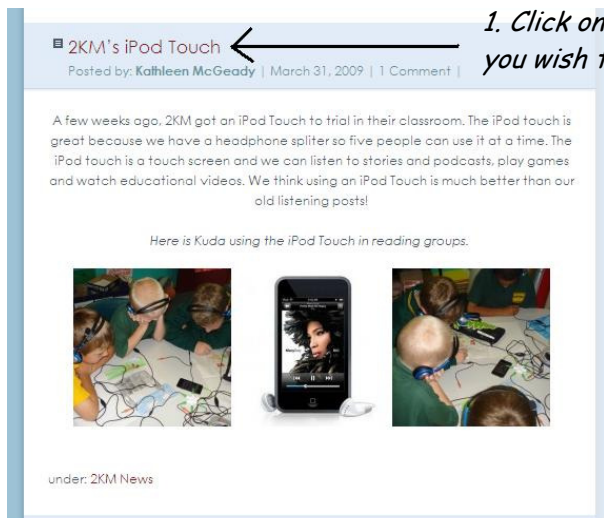 1. Click on
you wish
2KM's iPod Touch
Posted by: Kathleen McGeady | March 31, 2009 | 1 Comment |
A few weeks ago, 2KM got an iPod Touch to trial in their classroom. The iPod touch is
great because we have a headphone spliter so five people can use it at a time. The
iPod touch is a touch screen and we can listen to stories and podcasts, play games
and watch educational videos. We think using an iPod Touch is much better than our
old listening posts!
Here is Kuda using the iPod Touch in reading groups.
under: 2KM News